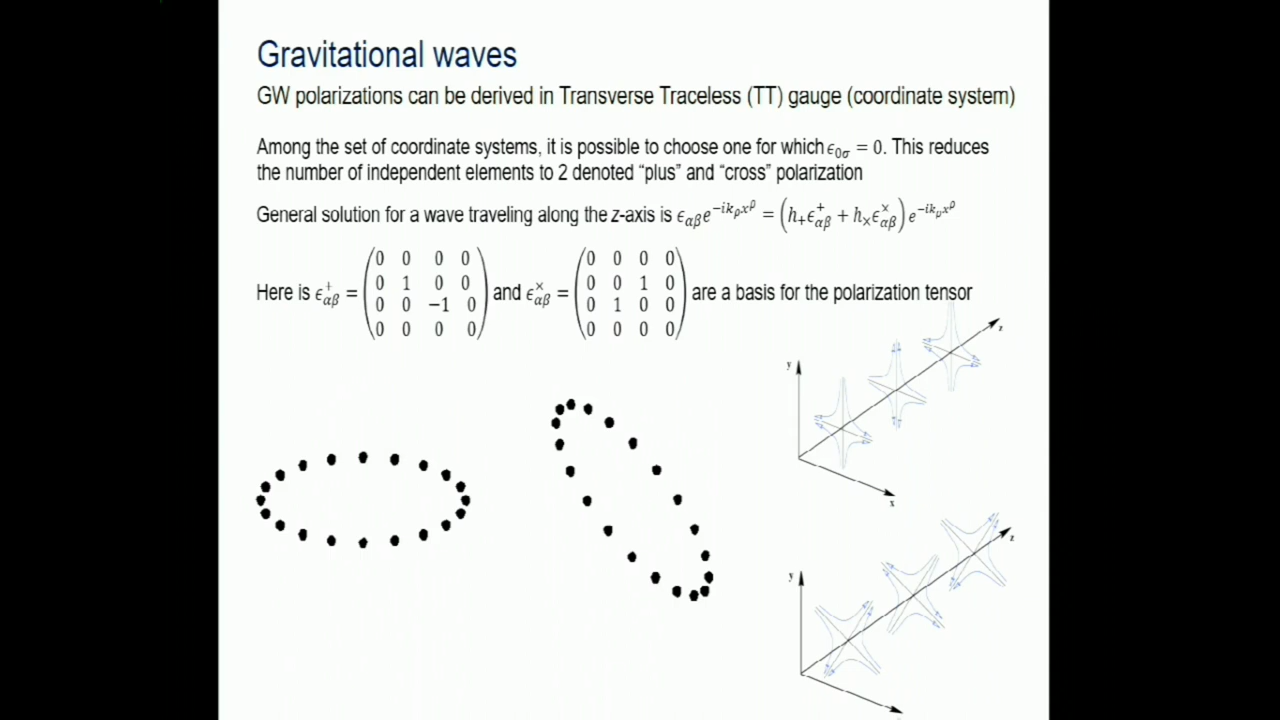 Gravitational waves
GW polarizations can be derived in Transverse Traceless (TT) gauge (coordinate system)
Among the set of coordinate systems, it is possible to choose one for which ϵ₀σ = 0. This reduces
the number of independent elements to 2 denoted “plus” and “cross” polarization
General solution for a wave traveling along the z-axis is ϵ_{αβ}e^{−ik_ρx^ρ} = (h₊ϵ^{+}_{αβ} + h_×ϵ^{×}_{αβ}) e^{−ik_ρx^ρ}
Here is ϵ^{+}_{αβ} = (0 0 0 0; 0 1 0 0; 0 0 −1 0; 0 0 0 0) and ϵ^{×}_{αβ} = (0 0 0 0; 0 0 1 0; 0 1 0 0; 0 0 0 0) are a basis for the polarization tensor
z
y
x
z
y